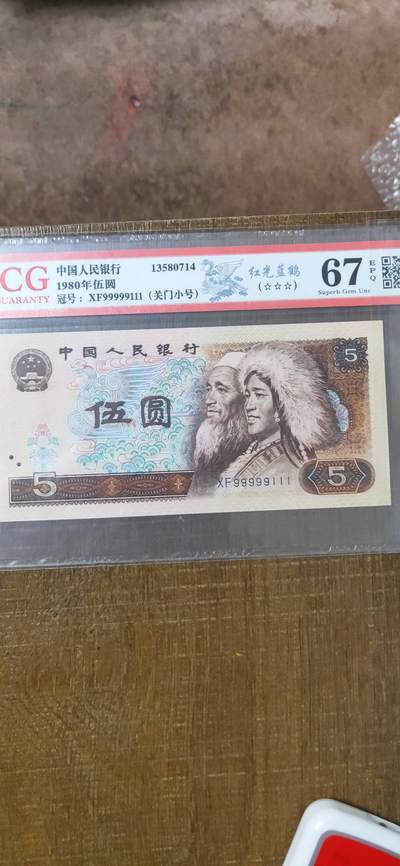 CG
GUARANTY
中国人民银行 13580714
1980年伍圆
冠号：XF99999111（关门小号）
红光蓝鹤
(☆☆☆)
67
EPQ
Superb Gem Unc
中国人民银行
5
伍圆
5
5
XF99999111